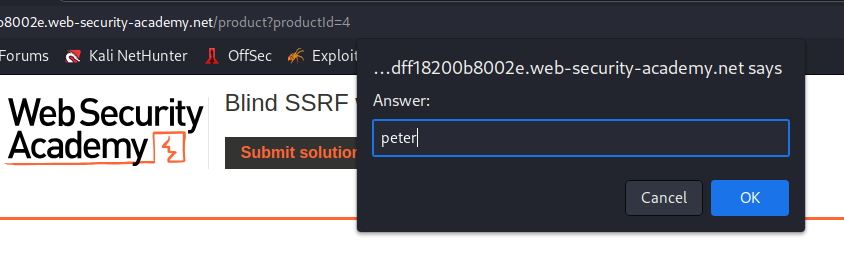 b8002e.web-security-academy.net/product?productId=4
Forums Kali NetHunter OffSec Exploit
...dff18200b8002e.web-security-academy.net says
Answer:
peter
Cancel OK
Web Security
Academy
Blind SSRF
Submit solution